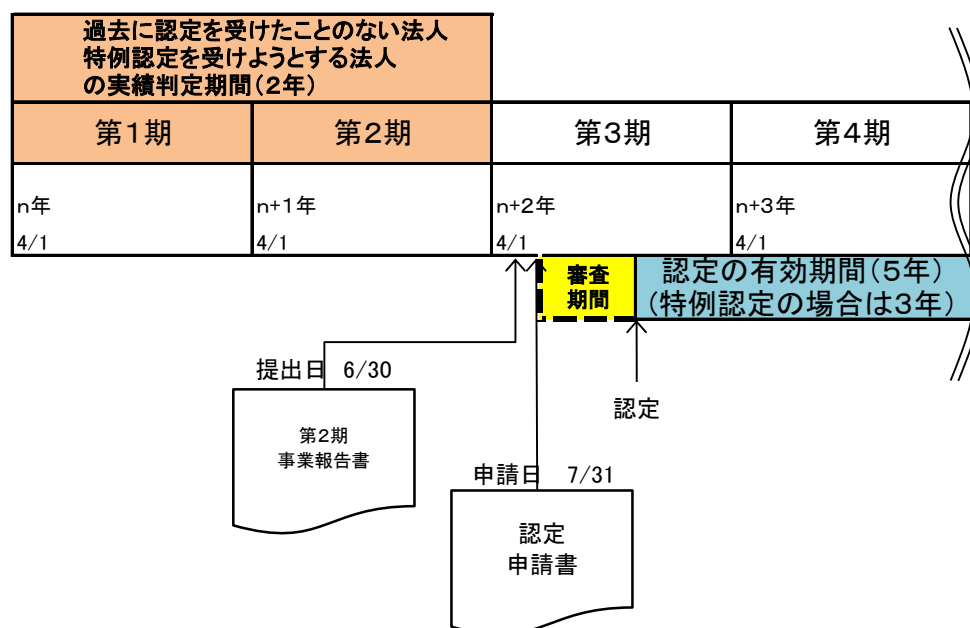 過去に認定を受けたことのない法人
特例認定を受けようとする法人
の実績判定期間(2年)
第1期
第2期
第3期
第4期
n年
4/1
n+1年
4/1
n+2年
4/1
n+3年
4/1
審査
期間
認定の有効期間(5年)
(特例認定の場合は3年)
提出日 6/30
認定
第2期
事業報告書
申請日 7/31
認定
申請書